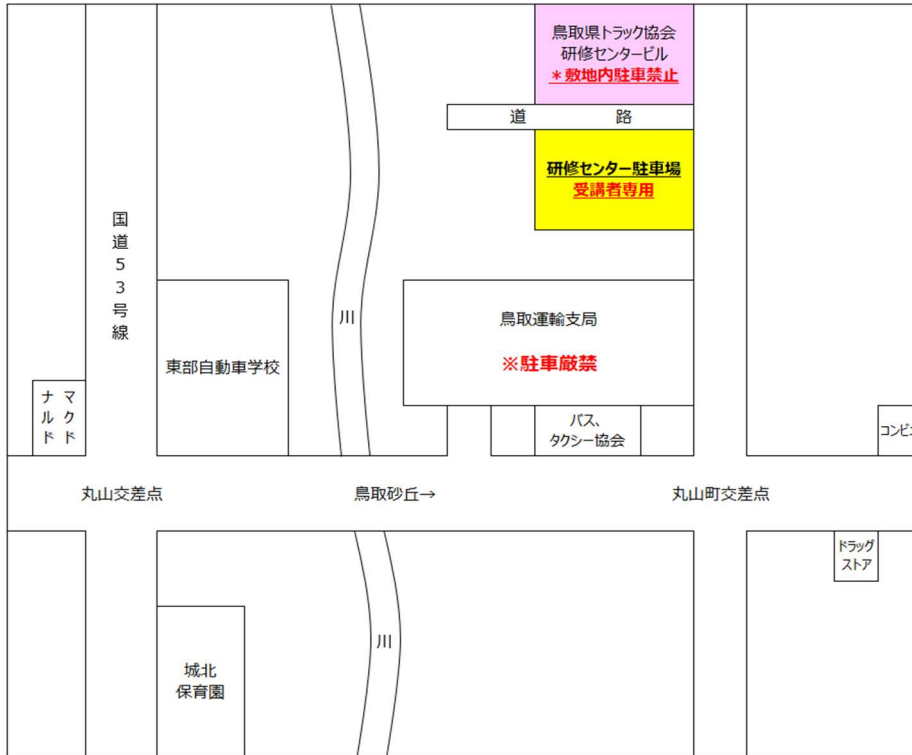 鳥取県トラック協会
研修センタービル
＊敷地内駐車禁止
道　　　路
研修センター駐車場
受講者専用
国道５３号線
鳥取運輸支局
※駐車厳禁
川
東部自動車学校
マクド
ナルド
バス、
タクシー協会
コンビニ
丸山交差点
鳥取砂丘→
丸山町交差点
ドラッグ
ストア
川
城北
保育園